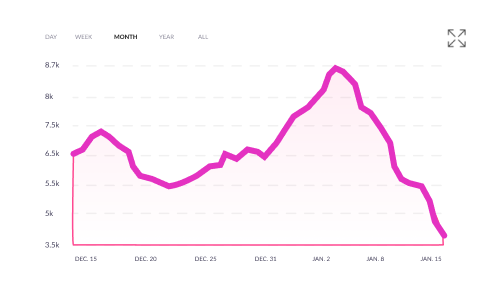 DAY WEEK MONTH YEAR ALL
8.7k
8k
7.5k
6.5k
5.5k
5k
3.5k
DEC. 15 DEC. 20 DEC. 25 DEC. 31 JAN. 2 JAN. 8 JAN. 15